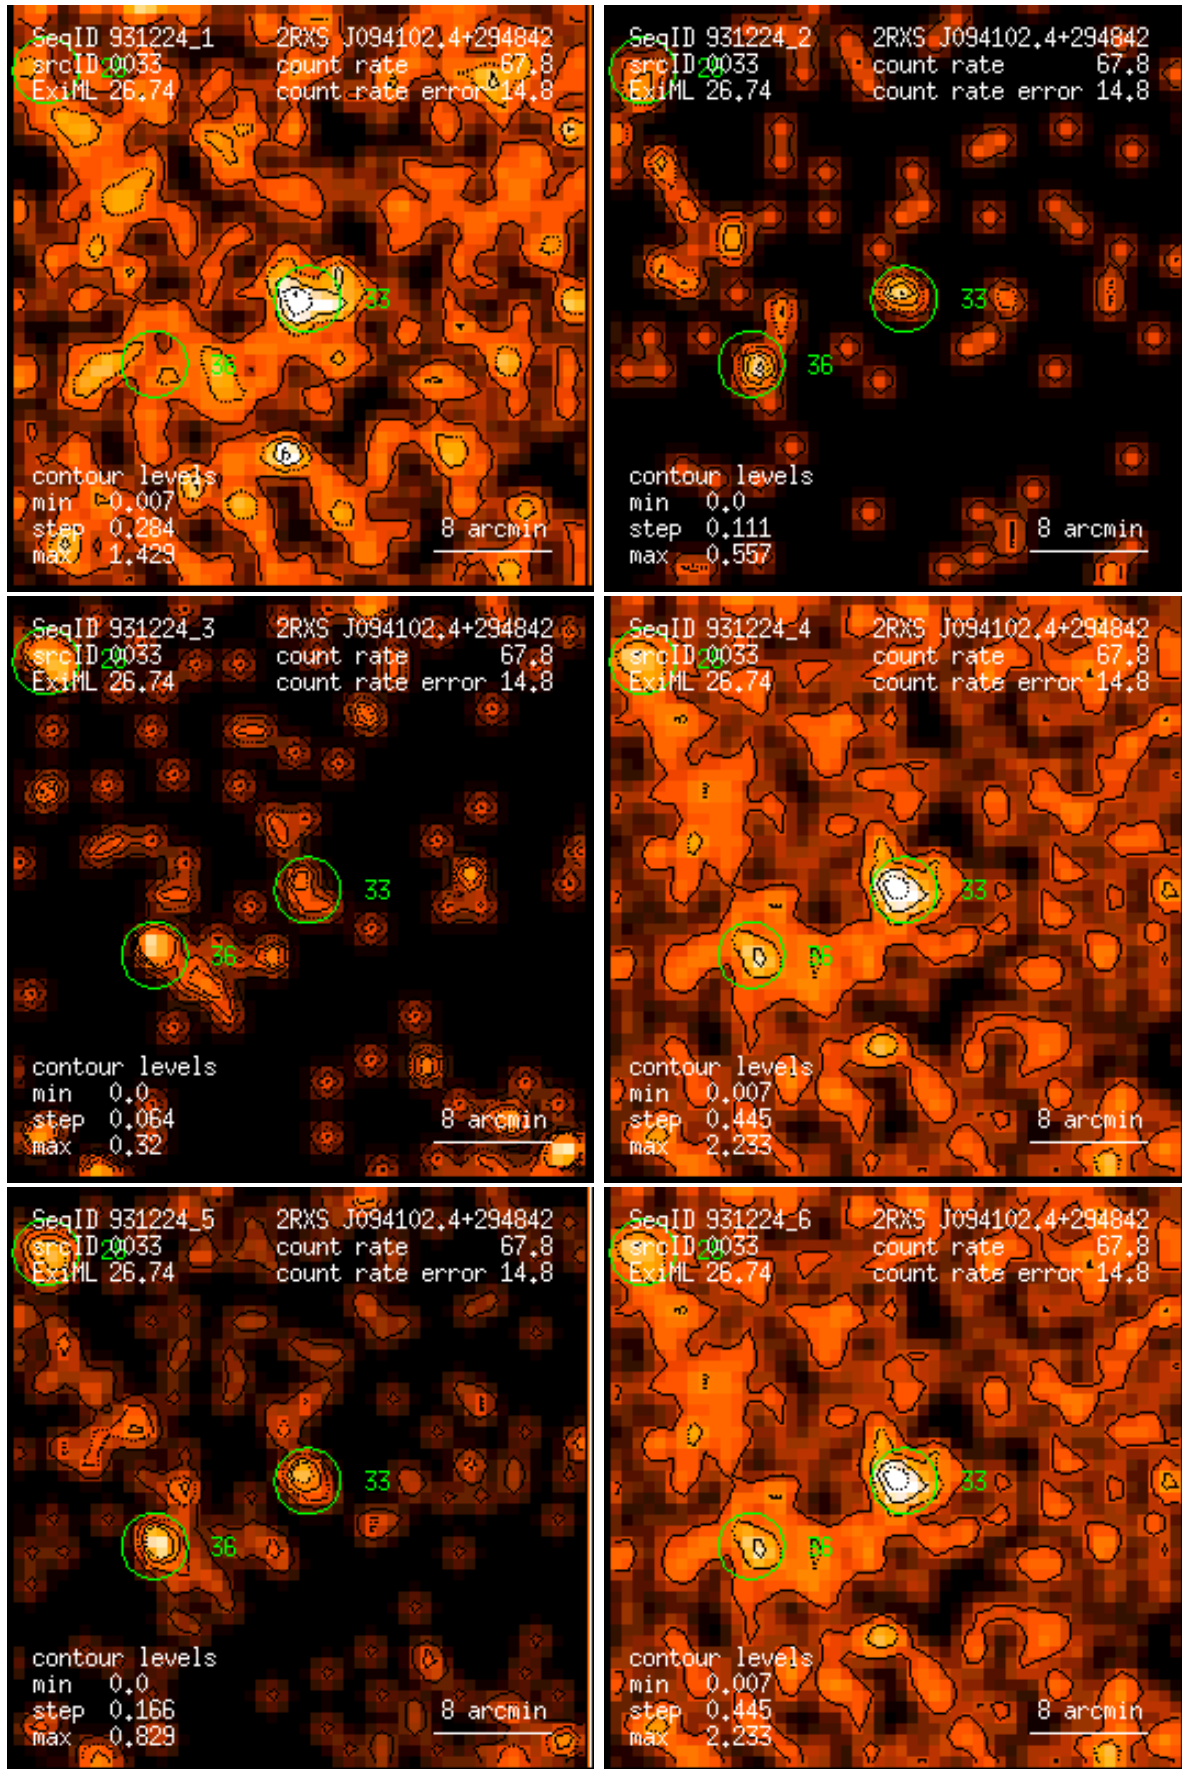 SeqID 931224_1 2RXS J094102.4+294842
srcID 0033 count rate 67.8
ExiML 26.74 count rate error 14.8
33
36
contour levels
min 0.007
step 0.284
max 1.429
8 arcmin
SeqID 931224_2 2RXS J094102.4+294842
srcID 0033 count rate 67.8
ExiML 26.74 count rate error 14.8
33
36
contour levels
min 0.0
step 0.111
max 0.557
8 arcmin
SeqID 931224_3 2RXS J094102.4+294842
srcID 0033 count rate 67.8
ExiML 26.74 count rate error 14.8
33
36
contour levels
min 0.0
step 0.064
max 0.32
8 arcmin
SeqID 931224_4 2RXS J094102.4+294842
srcID 0033 count rate 67.8
ExiML 26.74 count rate error 14.8
33
36
contour levels
min 0.007
step 0.445
max 2.233
8 arcmin
SeqID 931224_5 2RXS J094102.4+294842
srcID 0033 count rate 67.8
ExiML 26.74 count rate error 14.8
33
36
contour levels
min 0.0
step 0.166
max 0.829
8 arcmin
SeqID 931224_6 2RXS J094102.4+294842
srcID 0033 count rate 67.8
ExiML 26.74 count rate error 14.8
33
36
contour levels
min 0.007
step 0.445
max 2.233
8 arcmin